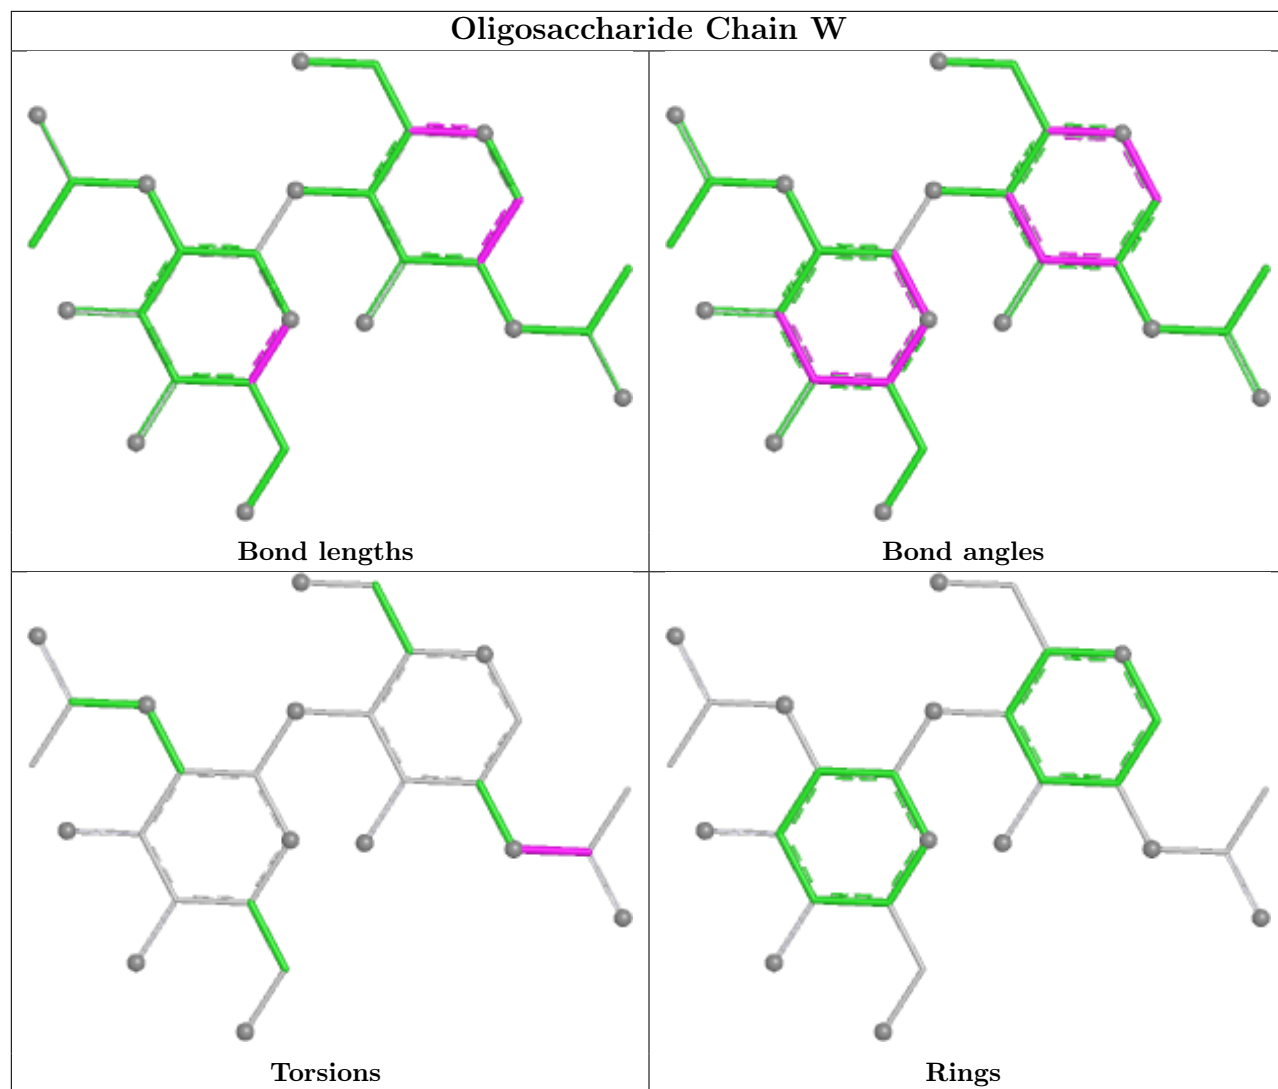 Oligosaccharide Chain W
Bond lengths
Bond angles
Torsions
Rings